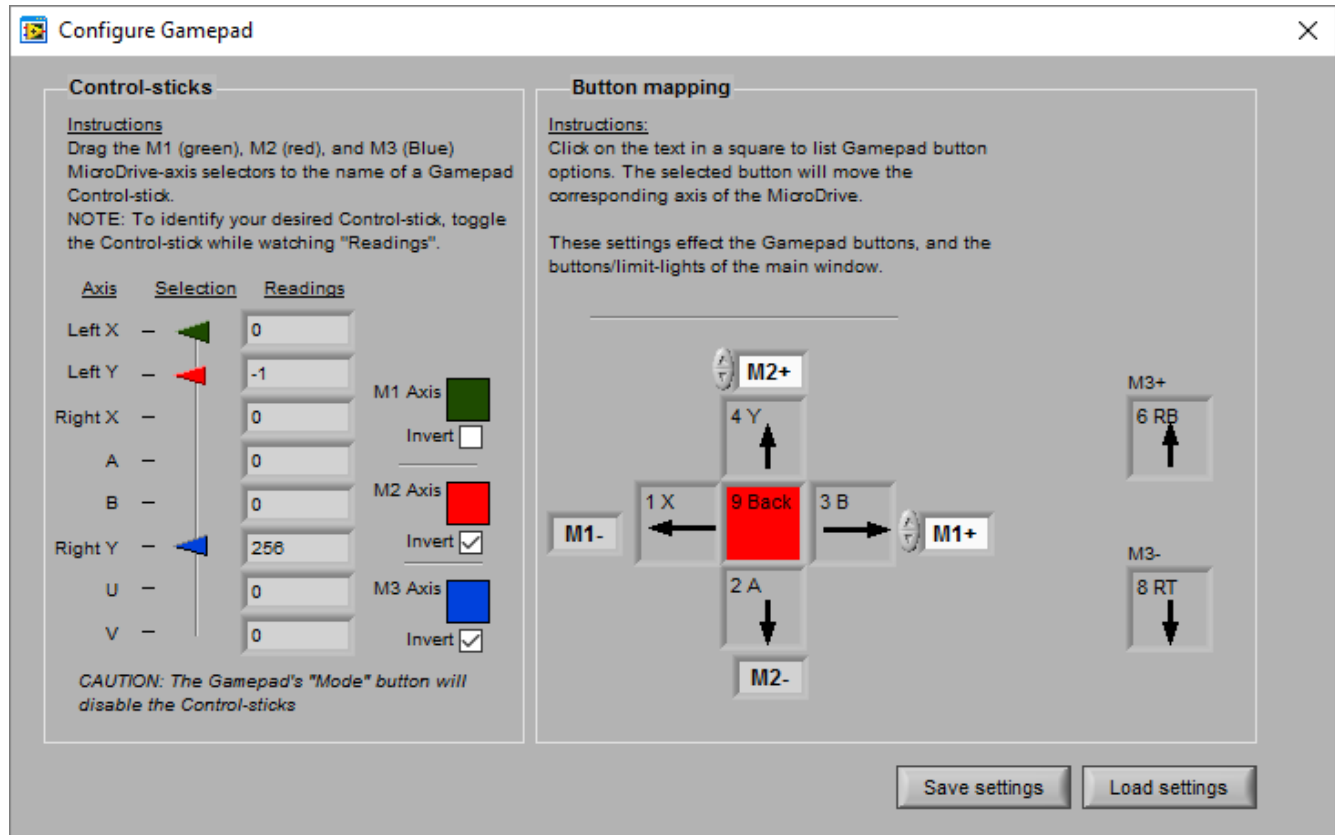 Configure Gamepad
Control-sticks
Instructions
Drag the M1 (green), M2 (red), and M3 (Blue)
MicroDrive-axis selectors to the name of a Gamepad
Control-stick.
NOTE: To identify your desired Control-stick, toggle
the Control-stick while watching "Readings".
Axis Selection Readings
Left X 0
Left Y -1
Right X 0
A 0
B 0
Right Y 256
U 0
V 0
M1 Axis
Invert
M2 Axis
Invert
M3 Axis
Invert
CAUTION: The Gamepad's "Mode" button will
disable the Control-sticks
Button mapping
Instructions:
Click on the text in a square to list Gamepad button
options. The selected button will move the
corresponding axis of the MicroDrive.
These settings effect the Gamepad buttons, and the
buttons/limit-lights of the main window.
M2+
4 Y
M1- 1 X 9 Back 3 B M1+
2 A
M2-
M3+
6 RB
M3-
8 RT
Save settings Load settings